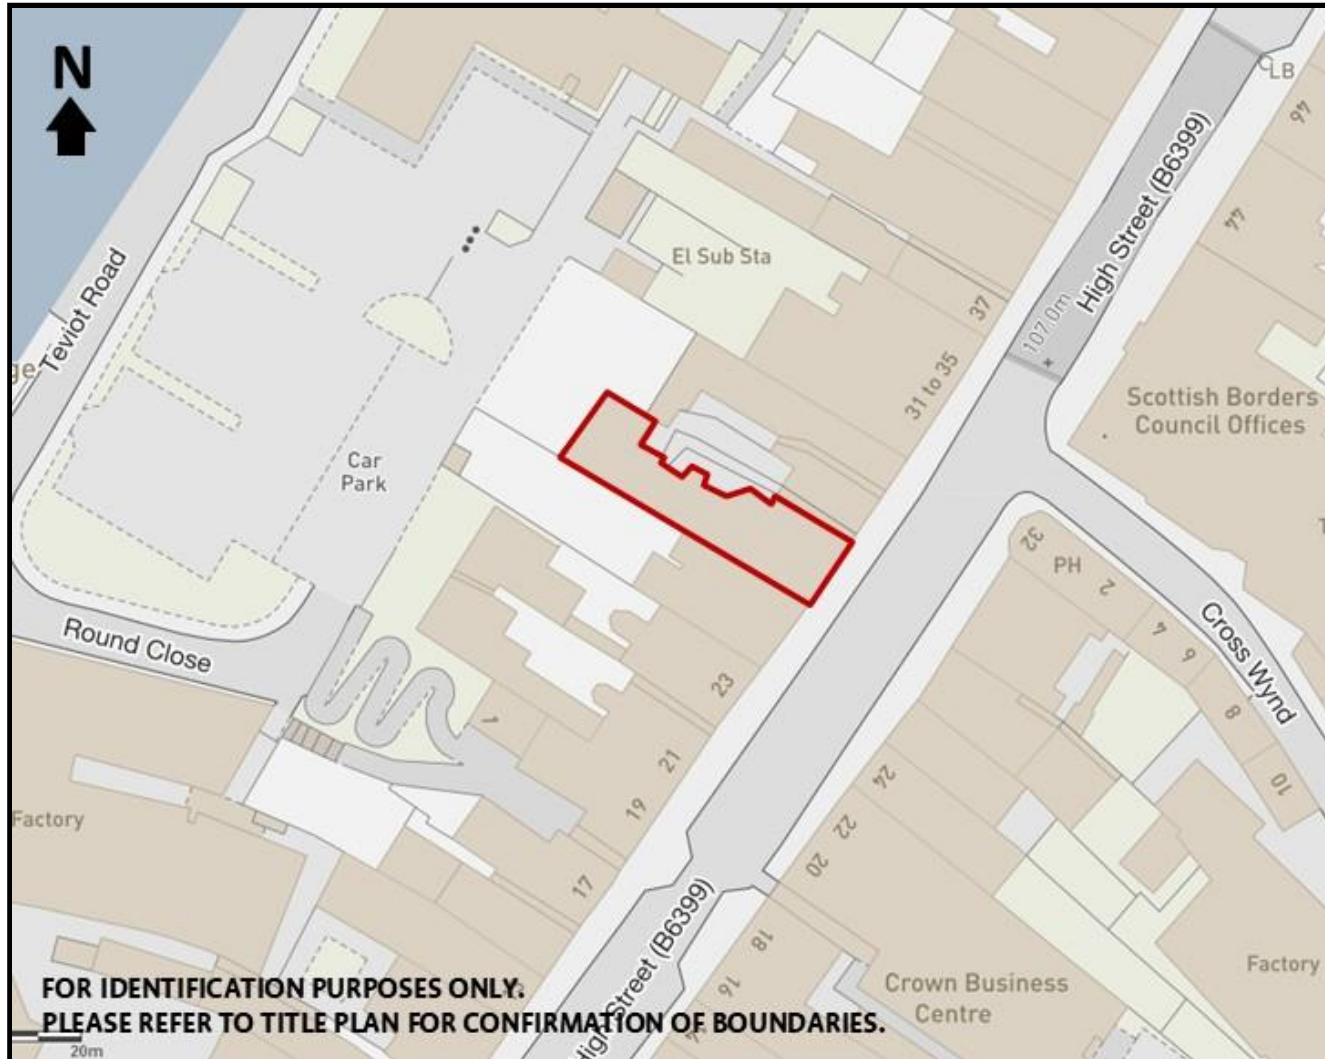 N
LB
46
44
High Street (B6399)
107.0m
El Sub Sta
37
31 to 35
Teviot Road
Scottish Borders
Council Offices
Car
Park
32
PH
2
4
6
8
10
Cross Wynd
Round Close
23
21
19
17
1
24
22
20
18
16
Factory
High Street (B6399)
Crown Business
Centre
Factory
FOR IDENTIFICATION PURPOSES ONLY.
PLEASE REFER TO TITLE PLAN FOR CONFIRMATION OF BOUNDARIES.
20m